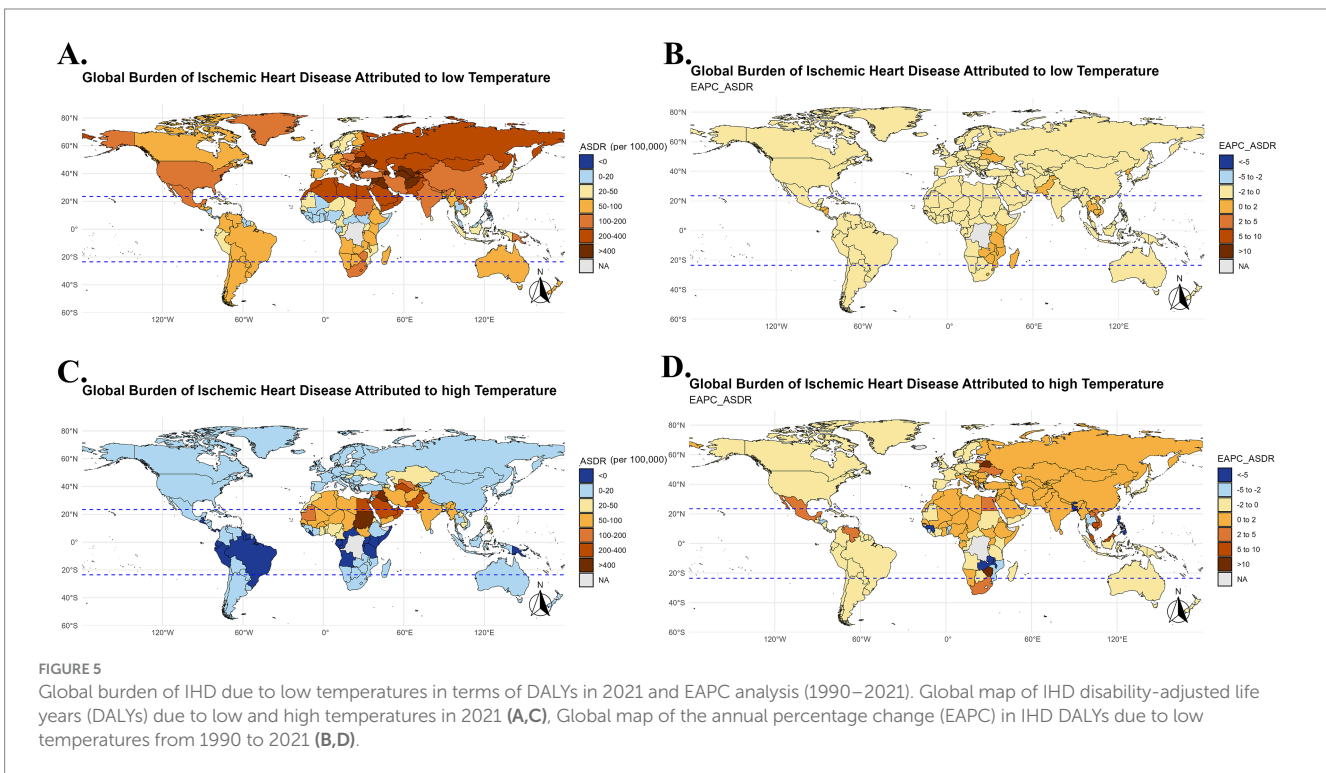 A.
Global Burden of Ischemic Heart Disease Attributed to low Temperature
80°N
60°N
40°N
20°N
0°
20°S
40°S
60°S
120°W 60°W 0° 60°E 120°E
N
ASDR (per 100,000)
<0
0-20
20-50
50-100
100-200
200-400
>400
NA
B.
Global Burden of Ischemic Heart Disease Attributed to low Temperature
EAPC_ASDR
80°N
60°N
40°N
20°N
0°
20°S
40°S
60°S
120°W 60°W 0° 60°E 120°E
N
EAPC_ASDR
<-5
-5 to -2
-2 to 0
0 to 2
2 to 5
5 to 10
>10
NA
C.
Global Burden of Ischemic Heart Disease Attributed to high Temperature
80°N
60°N
40°N
20°N
0°
20°S
40°S
60°S
120°W 60°W 0° 60°E 120°E
N
ASDR (per 100,000)
<0
0-20
20-50
50-100
100-200
200-400
>400
NA
D.
Global Burden of Ischemic Heart Disease Attributed to high Temperature
EAPC_ASDR
80°N
60°N
40°N
20°N
0°
20°S
40°S
60°S
120°W 60°W 0° 60°E 120°E
N
EAPC_ASDR
<-5
-5 to -2
-2 to 0
0 to 2
2 to 5
5 to 10
>10
NA
FIGURE 5
Global burden of IHD due to low temperatures in terms of DALYs in 2021 and EAPC analysis (1990–2021). Global map of IHD disability-adjusted life
years (DALYs) due to low and high temperatures in 2021 (A,C), Global map of the annual percentage change (EAPC) in IHD DALYs due to low
temperatures from 1990 to 2021 (B,D).